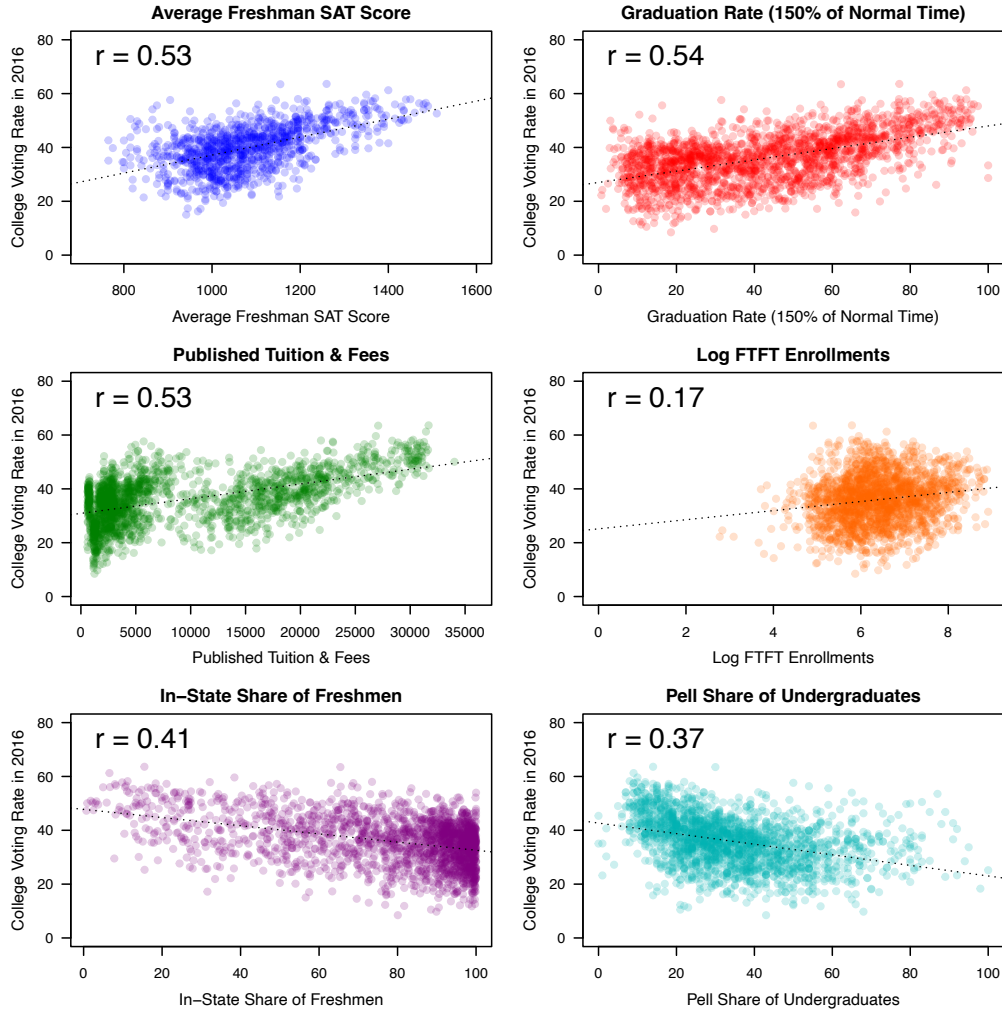 Average Freshman SAT Score
r = 0.53
College Voting Rate in 2016
80
60
40
20
0
800 1000 1200 1400 1600
Average Freshman SAT Score
Graduation Rate (150% of Normal Time)
r = 0.54
College Voting Rate in 2016
80
60
40
20
0
0 20 40 60 80 100
Graduation Rate (150% of Normal Time)
Published Tuition & Fees
r = 0.53
College Voting Rate in 2016
80
60
40
20
0
0 5000 10000 15000 20000 25000 30000 35000
Published Tuition & Fees
Log FTFT Enrollments
r = 0.17
College Voting Rate in 2016
80
60
40
20
0
0 2 4 6 8
Log FTFT Enrollments
In−State Share of Freshmen
r = 0.41
College Voting Rate in 2016
80
60
40
20
0
0 20 40 60 80 100
In−State Share of Freshmen
Pell Share of Undergraduates
r = 0.37
College Voting Rate in 2016
80
60
40
20
0
0 20 40 60 80 100
Pell Share of Undergraduates